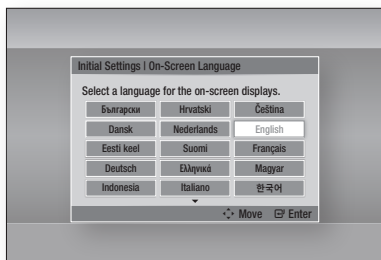 Initial Settings | On-Screen Language
Select a language for the on-screen displays.
Български Hrvatski Čeština
Dansk Nederlands English
Eesti keel Suomi Français
Deutsch Ελληνικά Magyar
Indonesia Italiano 한국어
Move Enter